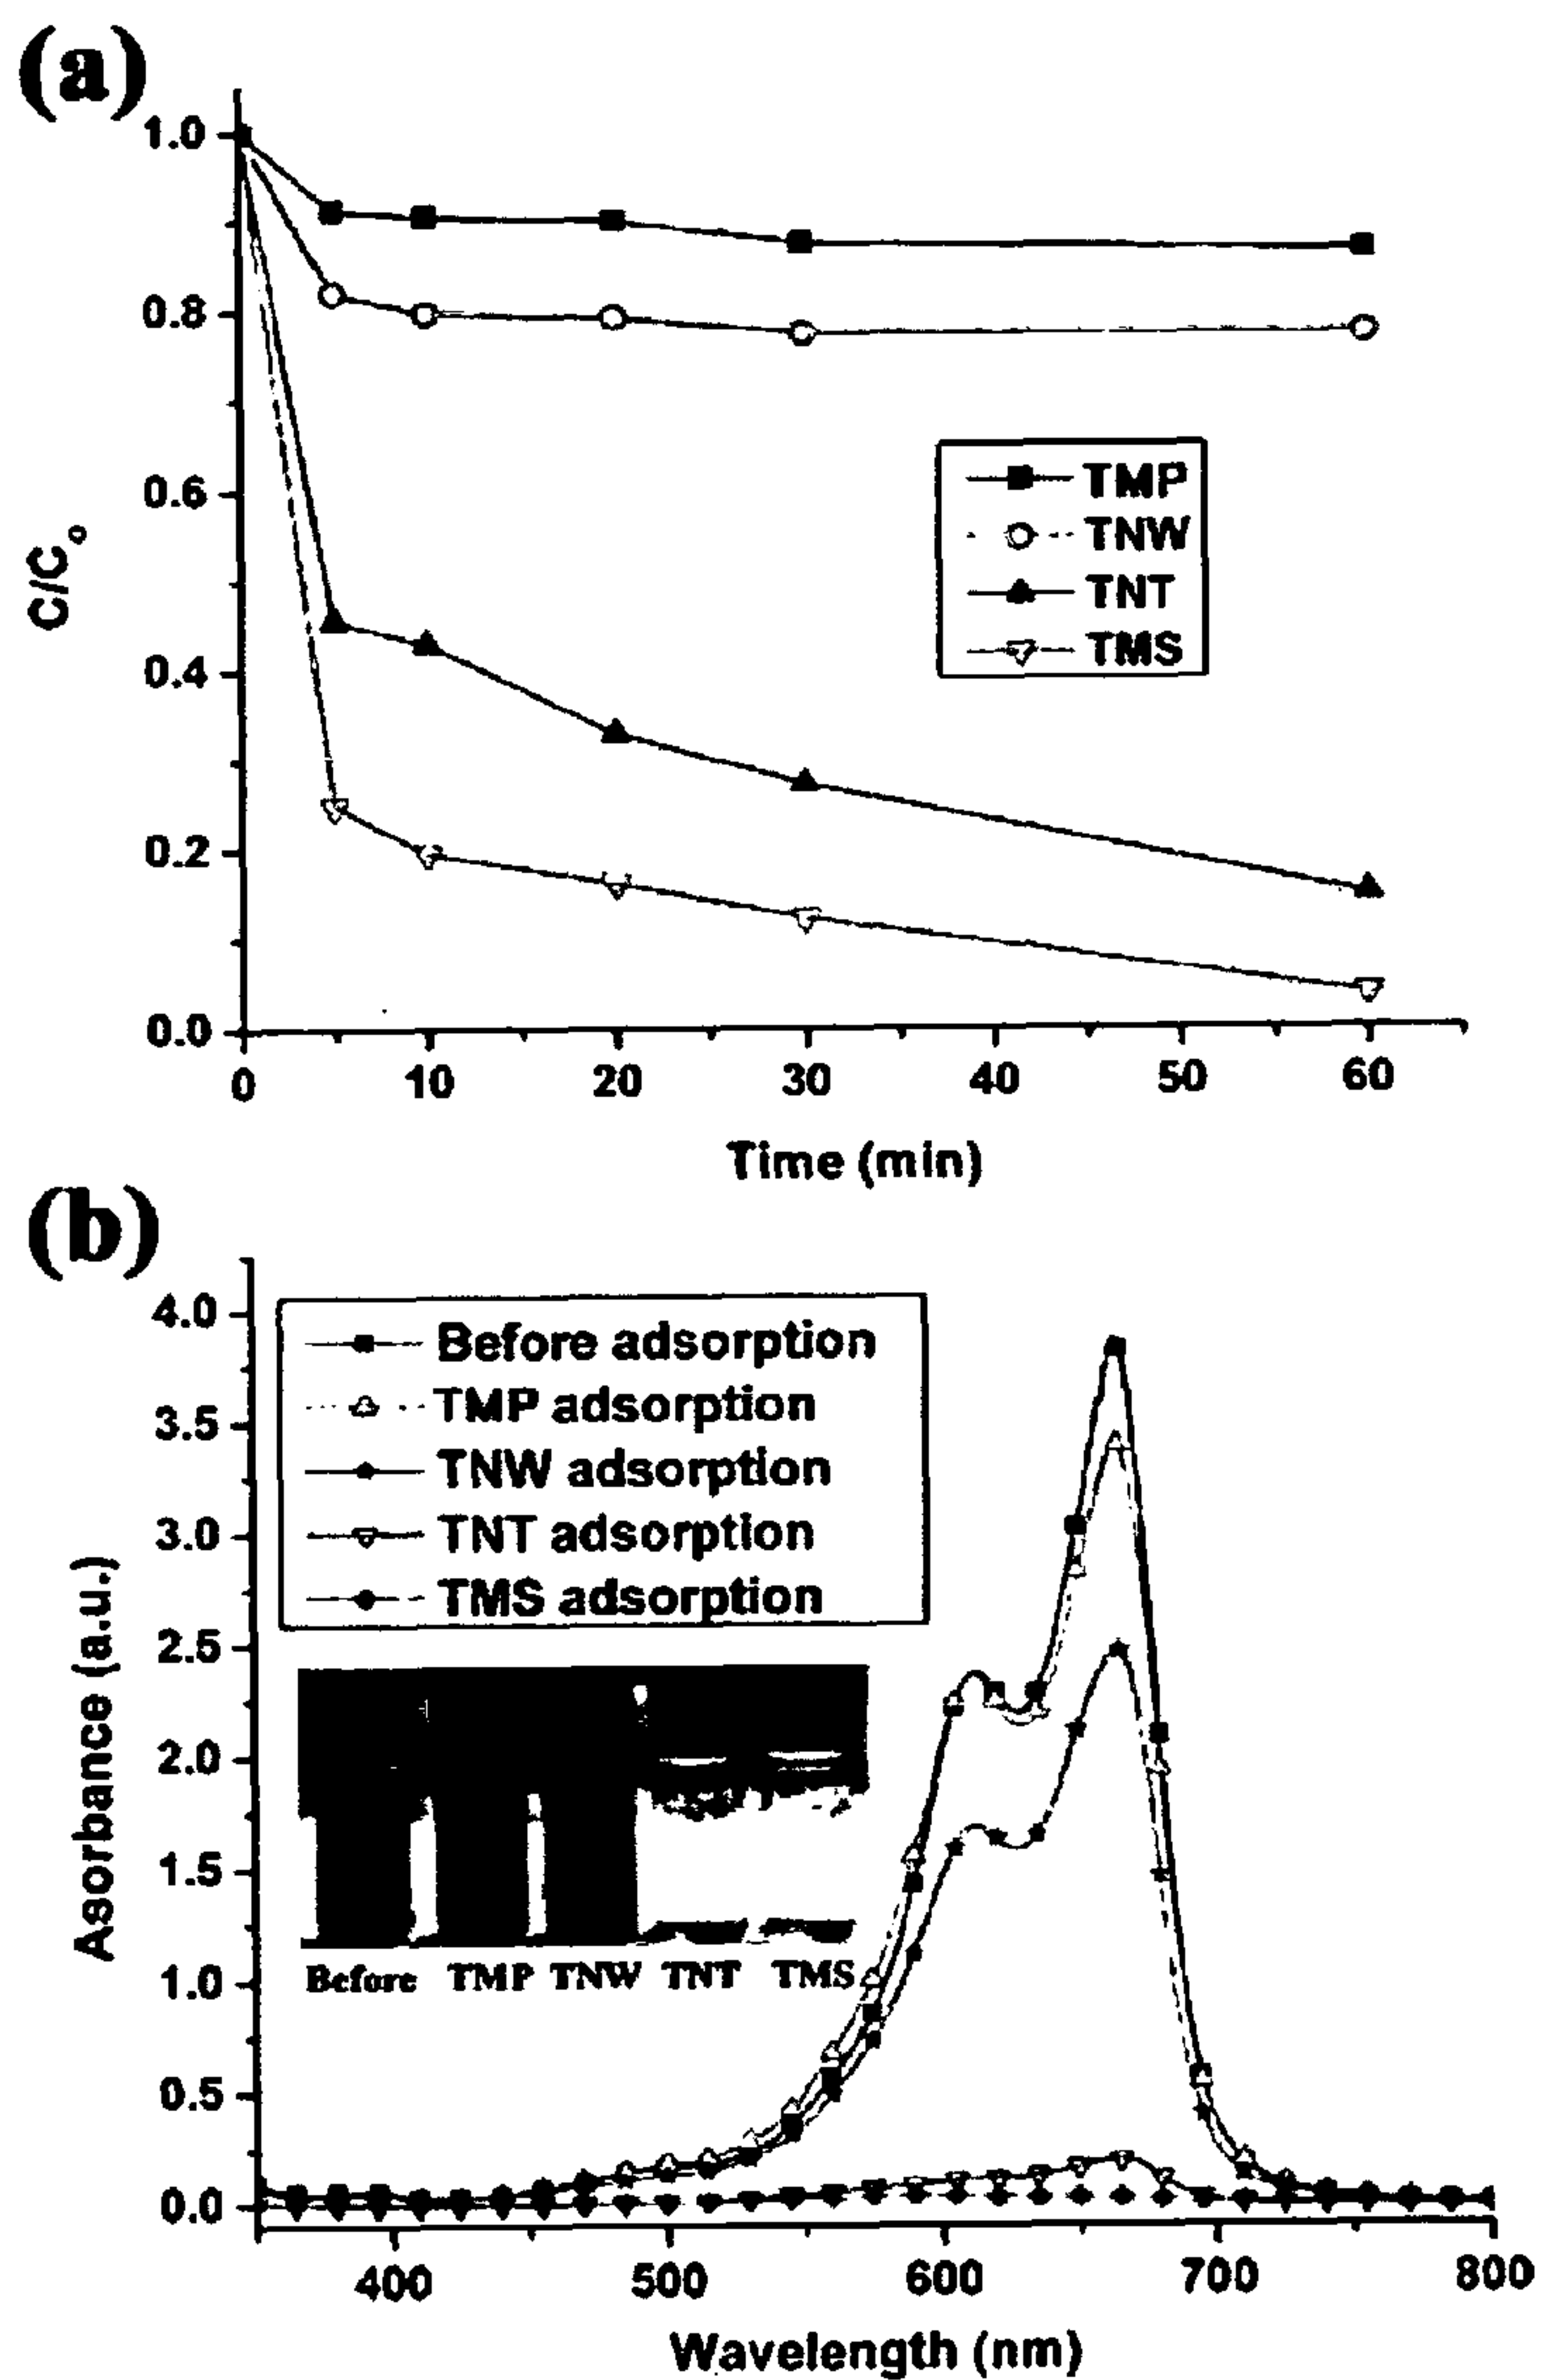 (a)
1.0
0.8
0.6
0.4
0.2
0.0
C/C₀
TMP
TNW
TNT
TMS
0 10 20 30 40 50 60
Time (min)
(b)
4.0
3.5
3.0
2.5
2.0
1.5
1.0
0.5
0.0
Asorbance (a.u.)
Before adsorption
TMP adsorption
TNW adsorption
TNT adsorption
TMS adsorption
Before TMP TNW TNT TMS
400 500 600 700 800
Wavelength (nm)